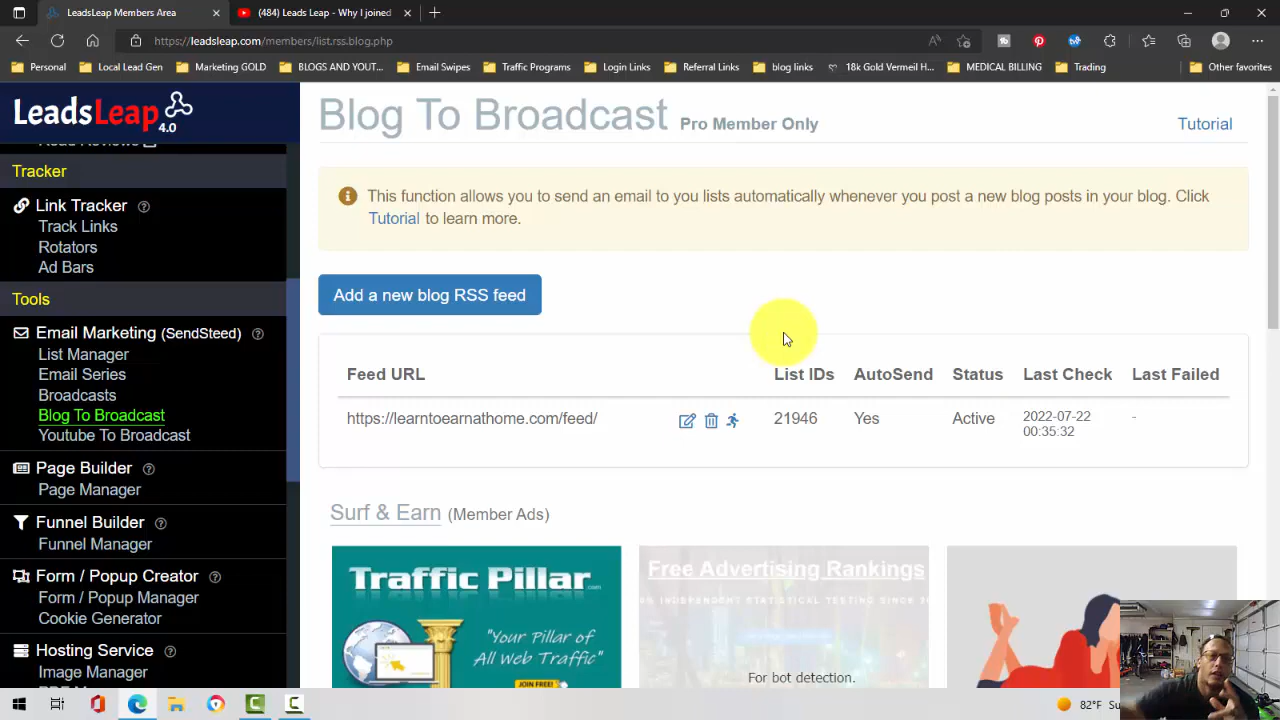 LeadsLeap Members Area
(484) Leads Leap - Why I joined
https://leadsleap.com/members/list.rss.blog.php
Personal
Local Lead Gen
Marketing GOLD
BLOGS AND YOUT...
Email Swipes
Traffic Programs
Login Links
Referral Links
blog links
18k Gold Vermeil H...
MEDICAL BILLING
Trading
Other favorites
LeadsLeap
4.0
Tracker
Link Tracker
Track Links
Rotators
Ad Bars
Tools
Email Marketing (SendSteed)
List Manager
Email Series
Broadcasts
Blog To Broadcast
Youtube To Broadcast
Page Builder
Page Manager
Funnel Builder
Funnel Manager
Form / Popup Creator
Form / Popup Manager
Cookie Generator
Hosting Service
Image Manager
Blog To Broadcast Pro Member Only
Tutorial
This function allows you to send an email to you lists automatically whenever you post a new blog posts in your blog. Click
Tutorial to learn more.
Add a new blog RSS feed
Feed URL List IDs AutoSend Status Last Check Last Failed
https://learntoearnathome.com/feed/ 21946 Yes Active 2022-07-22 -
00:35:32
Surf & Earn (Member Ads)
Traffic Pillar.com
"Your Pillar of
All Web Traffic"
JOIN FREE!
Free Advertising Rankings
INDEPENDENT STATISTICAL TESTING SINCE
For bot detection.
82°F